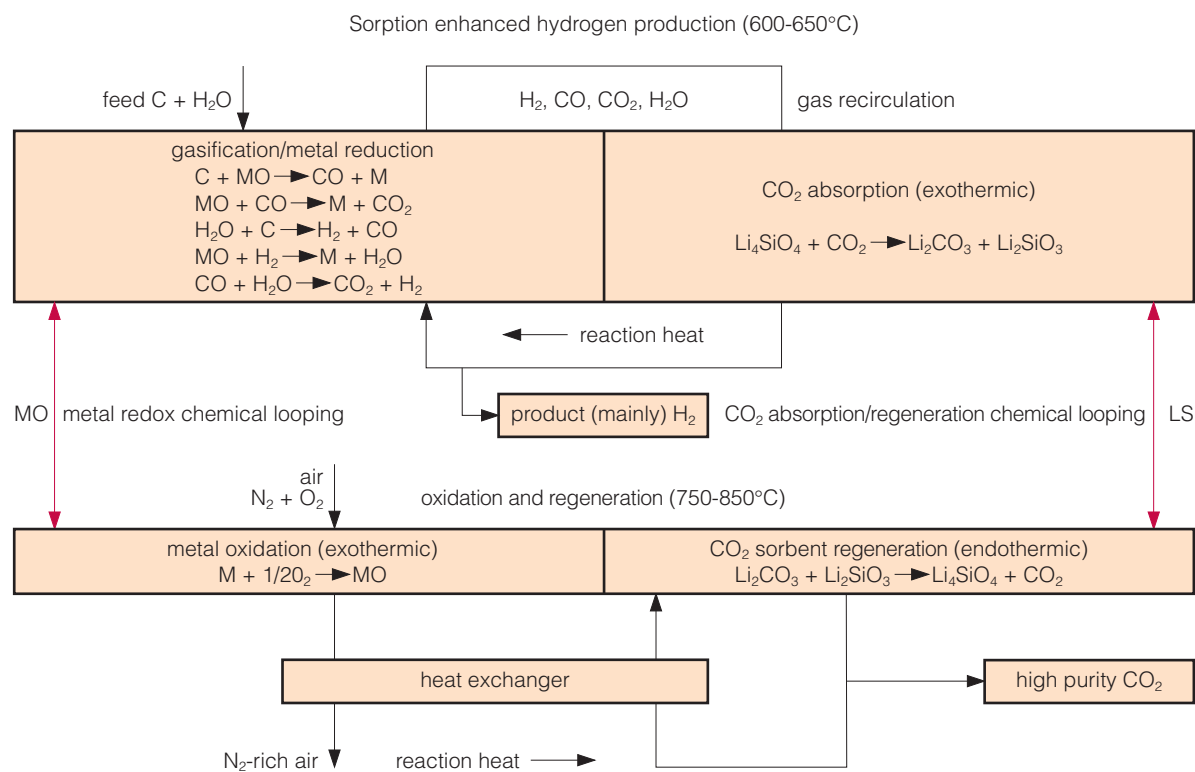 Sorption enhanced hydrogen production (600-650°C)
feed C + H₂O
H₂, CO, CO₂, H₂O
gas recirculation
gasification/metal reduction
C + MO → CO + M
MO + CO → M + CO₂
H₂O + C → H₂ + CO
MO + H₂ → M + H₂O
CO + H₂O → CO₂ + H₂
CO₂ absorption (exothermic)
Li₄SiO₄ + CO₂ → Li₂CO₃ + Li₂SiO₃
← reaction heat
MO
metal redox chemical looping
product (mainly) H₂
CO₂ absorption/regeneration chemical looping
LS
air
N₂ + O₂
oxidation and regeneration (750-850°C)
metal oxidation (exothermic)
M + 1/20₂ → MO
CO₂ sorbent regeneration (endothermic)
Li₂CO₃ + Li₂SiO₃ → Li₄SiO₄ + CO₂
heat exchanger
high purity CO₂
N₂-rich air
reaction heat →